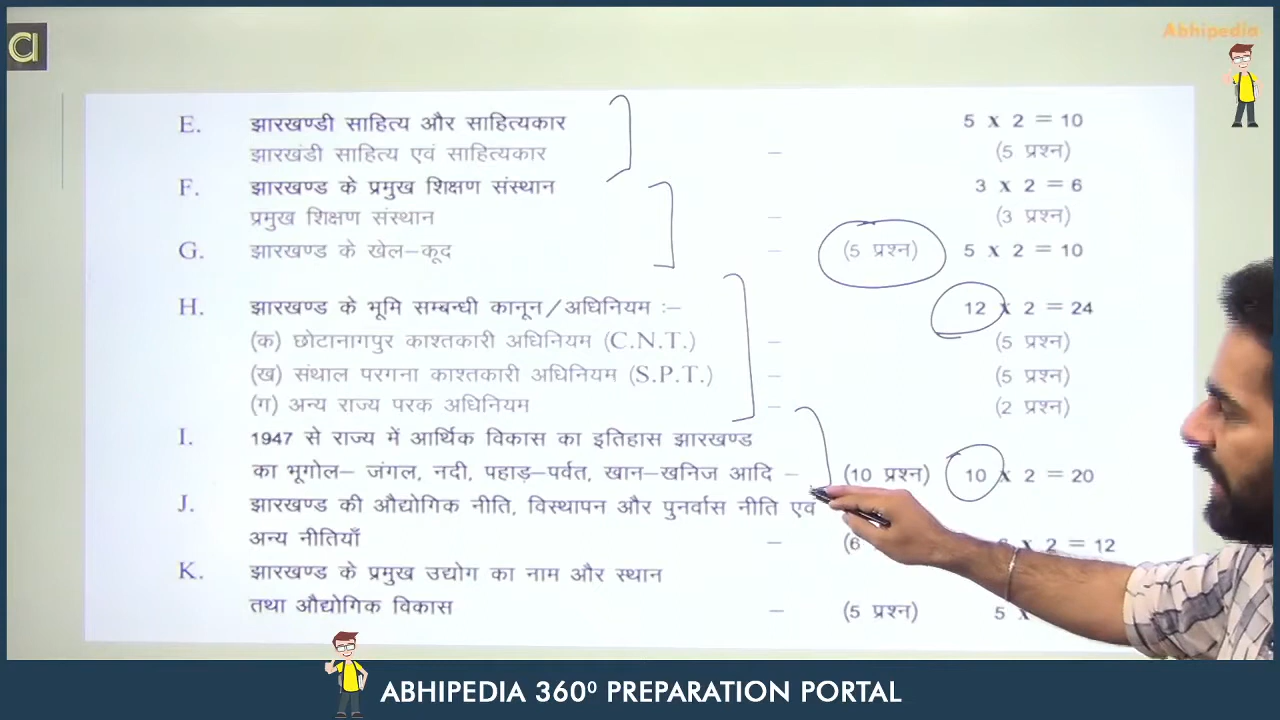 a
Abhipedia
E. झारखण्डी साहित्य और साहित्यकार 5 x 2 = 10
झारखंडी साहित्य एवं साहित्यकार – (5 प्रश्न)
F. झारखण्ड के प्रमुख शिक्षण संस्थान 3 x 2 = 6
प्रमुख शिक्षण संस्थान – (3 प्रश्न)
G. झारखण्ड के खेल–कूद – (5 प्रश्न) 5 x 2 = 10
H. झारखण्ड के भूमि सम्बन्धी कानून/अधिनियम :– 12 x 2 = 24
(क) छोटानागपुर काश्तकारी अधिनियम (C.N.T.) – (5 प्रश्न)
(ख) संथाल परगना काश्तकारी अधिनियम (S.P.T.) – (5 प्रश्न)
(ग) अन्य राज्य परक अधिनियम – (2 प्रश्न)
I. 1947 से राज्य में आर्थिक विकास का इतिहास झारखण्ड
का भूगोल– जंगल, नदी, पहाड़–पर्वत, खान–खनिज आदि – (10 प्रश्न) 10 x 2 = 20
J. झारखण्ड की औद्योगिक नीति, विस्थापन और पुनर्वास नीति एवं
अन्य नीतियाँ – (6 x 2 = 12
K. झारखण्ड के प्रमुख उद्योग का नाम और स्थान
तथा औद्योगिक विकास – (5 प्रश्न) 5 x
ABHIPEDIA 360⁰ PREPARATION PORTAL